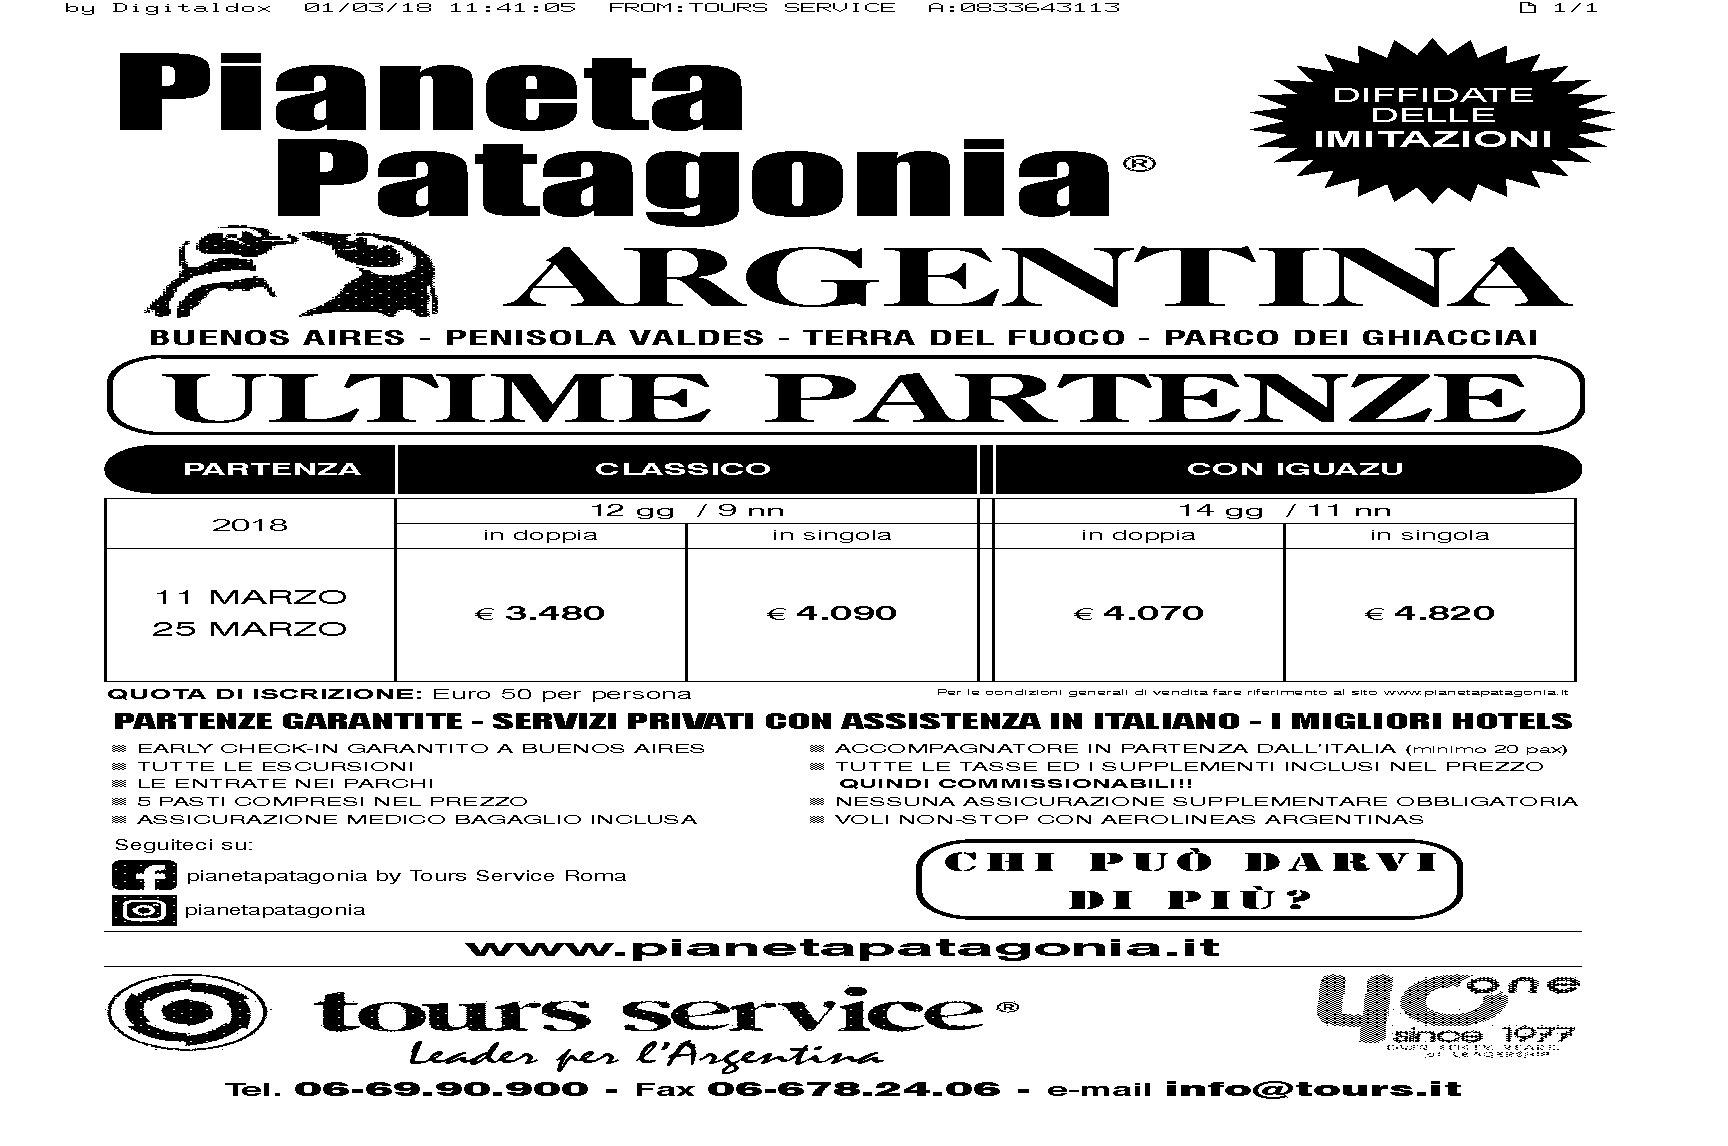 by Digitaldox 01/03/18 11:41:05 FROM:TOURS SERVICE A:0833643113 1/1
Pianeta
Patagonia®
DIFFIDATE
DELLE
IMITAZIONI
ARGENTINA
BUENOS AIRES - PENISOLA VALDES - TERRA DEL FUOCO - PARCO DEI GHIACCIAI
ULTIME PARTENZE
PARTENZA CLASSICO CON IGUAZU
2018 12 gg / 9 nn 14 gg / 11 nn
in doppia in singola in doppia in singola
11 MARZO
25 MARZO
€ 3.480 € 4.090 € 4.070 € 4.820
QUOTA DI ISCRIZIONE: Euro 50 per persona
Per le condizioni generali di vendita fare riferimento al sito www.pianetapatagonia.it
PARTENZE GARANTITE - SERVIZI PRIVATI CON ASSISTENZA IN ITALIANO - I MIGLIORI HOTELS
EARLY CHECK-IN GARANTITO A BUENOS AIRES
TUTTE LE ESCURSIONI
LE ENTRATE NEI PARCHI
5 PASTI COMPRESI NEL PREZZO
ASSICURAZIONE MEDICO BAGAGLIO INCLUSA
ACCOMPAGNATORE IN PARTENZA DALL'ITALIA (minimo 20 pax)
TUTTE LE TASSE ED I SUPPLEMENTI INCLUSI NEL PREZZO
QUINDI COMMISSIONABILI!!
NESSUNA ASSICURAZIONE SUPPLEMENTARE OBBLIGATORIA
VOLI NON-STOP CON AEROLINEAS ARGENTINAS
Seguiteci su:
pianetapatagonia by Tours Service Roma
pianetapatagonia
CHI PUÒ DARVI
DI PIÙ?
www.pianetapatagonia.it
tours service®
Leader per l'Argentina
40 one
since 1977
OF LEADERSHIP
Tel. 06-69.90.900 - Fax 06-678.24.06 - e-mail info@tours.it